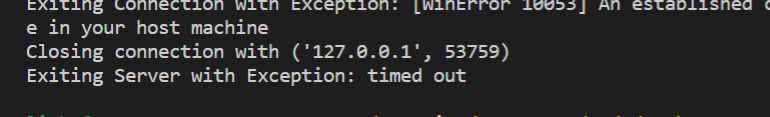 Exiting Connection with Exception: [WinError 10053] An established
e in your host machine
Closing connection with ('127.0.0.1', 53759)
Exiting Server with Exception: timed out